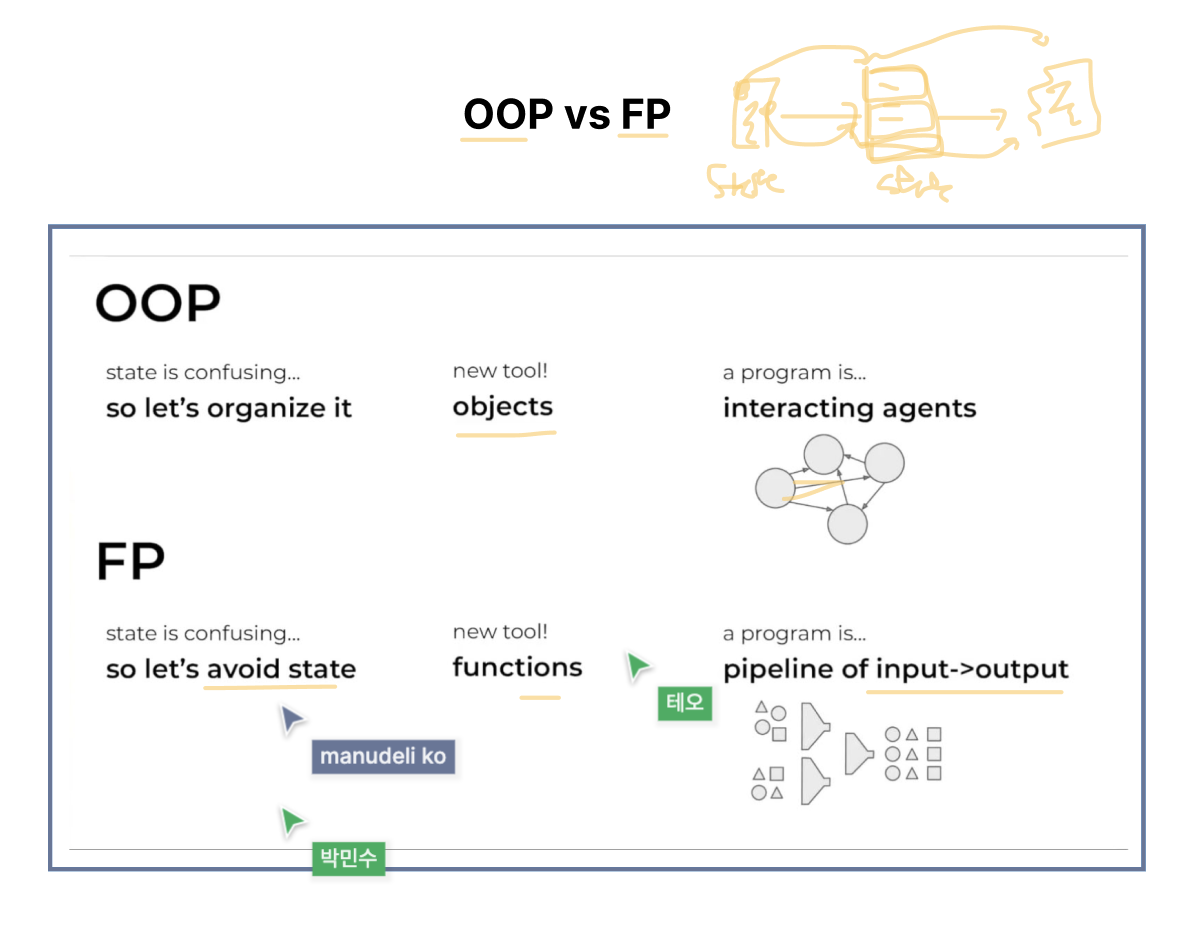 OOP vs FP
OOP
state is confusing...
so let's organize it
new tool!
objects
a program is...
interacting agents
FP
state is confusing...
so let's avoid state
new tool!
functions
a program is...
pipeline of input->output
테오
manudeli ko
박민수